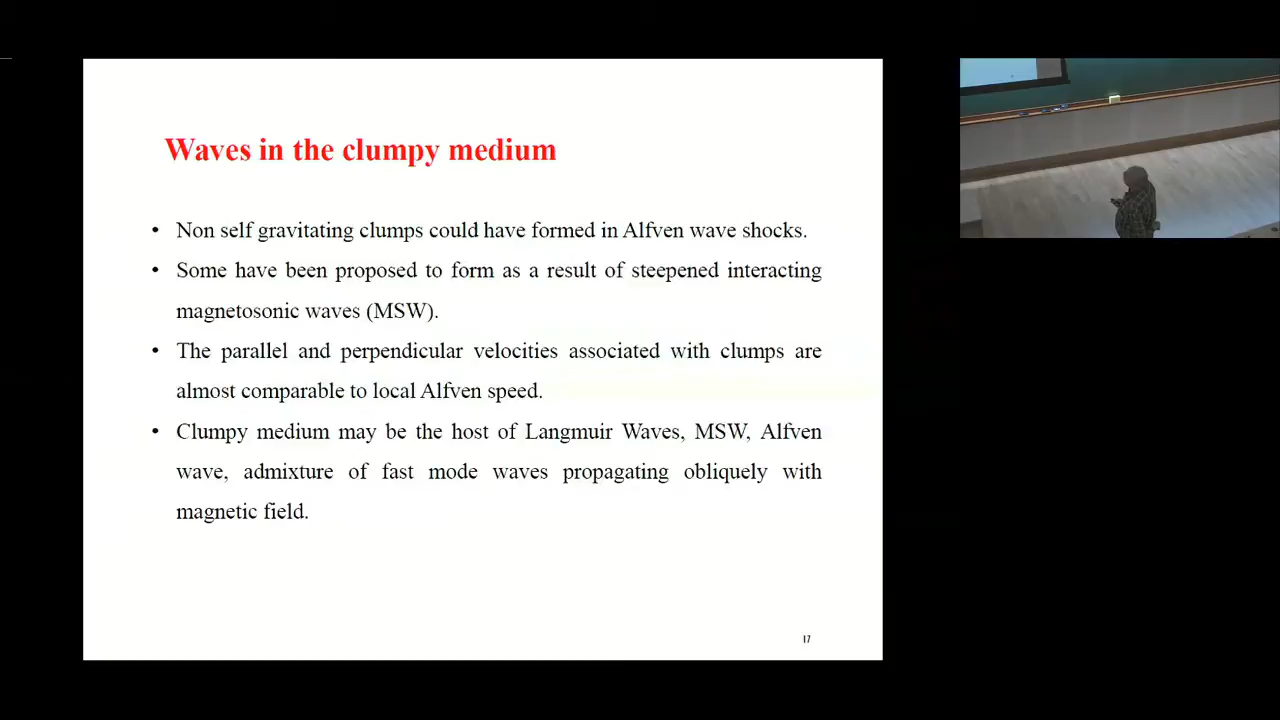 Waves in the clumpy medium
• Non self gravitating clumps could have formed in Alfven wave shocks.
• Some have been proposed to form as a result of steepened interacting
magnetosonic waves (MSW).
• The parallel and perpendicular velocities associated with clumps are
almost comparable to local Alfven speed.
• Clumpy medium may be the host of Langmuir Waves, MSW, Alfven
wave, admixture of fast mode waves propagating obliquely with
magnetic field.
17